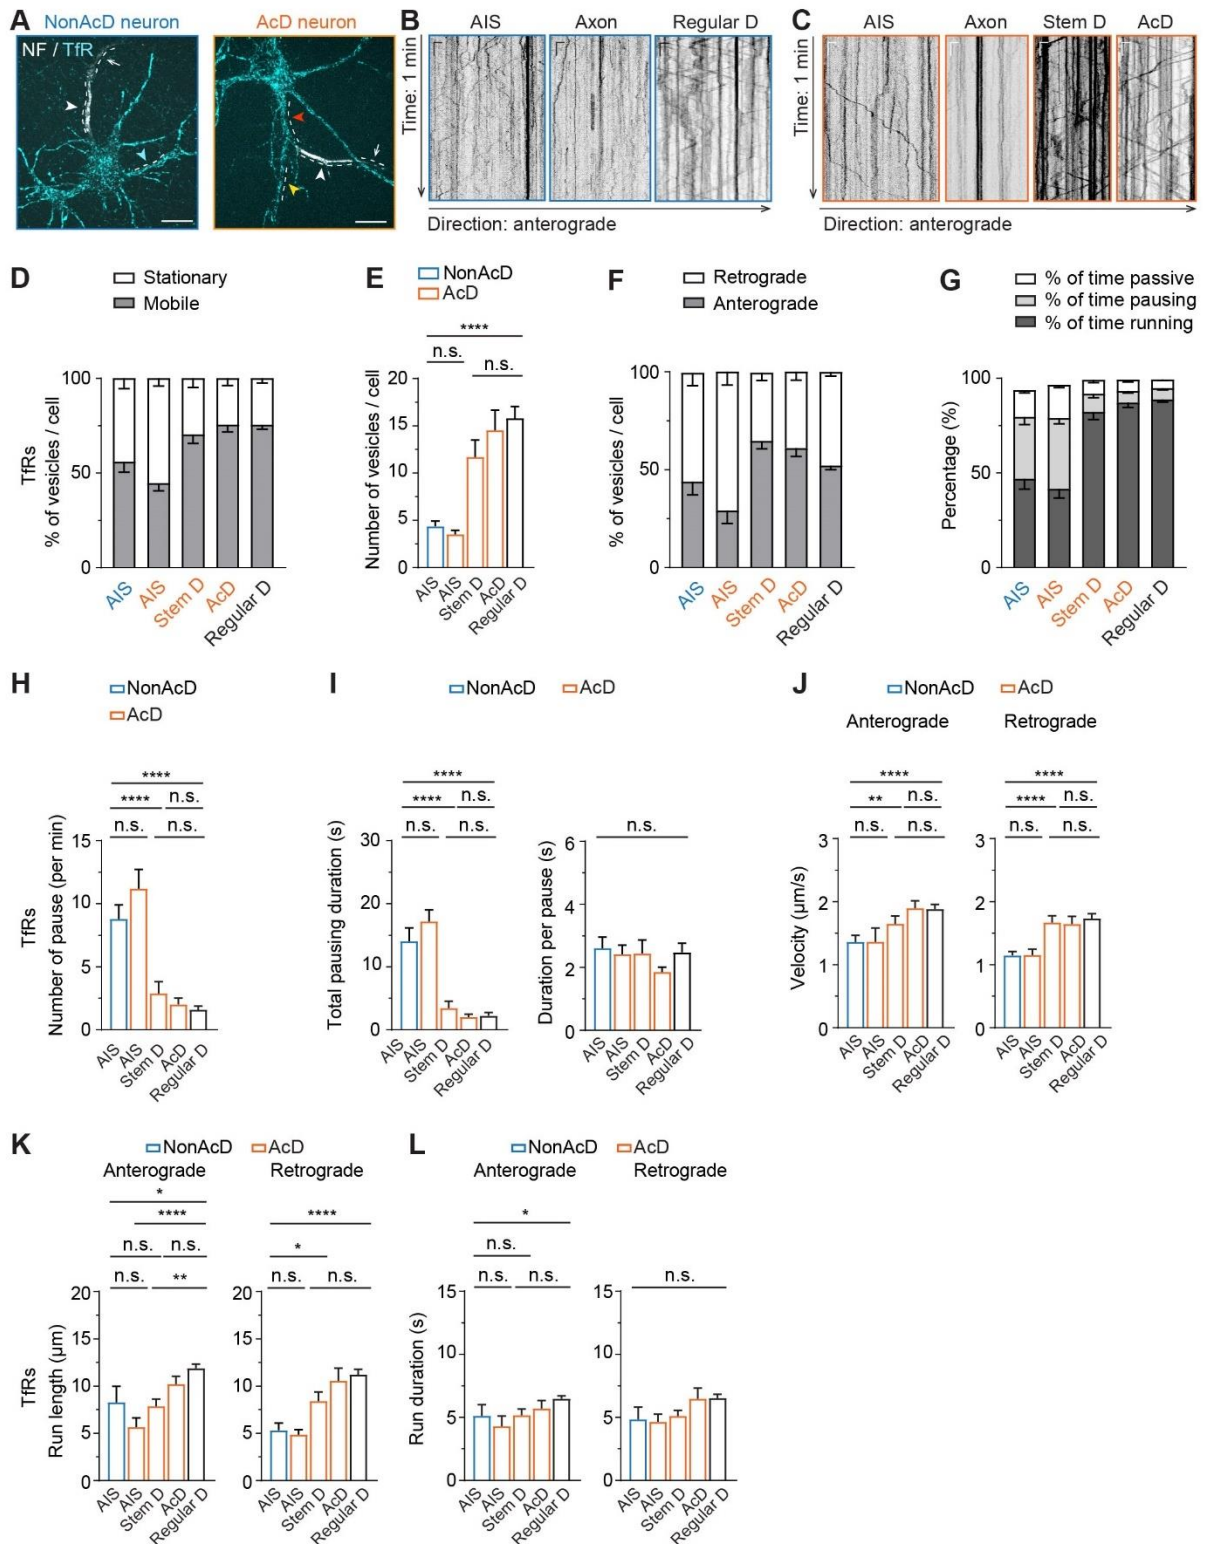 A
NonAcD neuron
AcD neuron
NF / TfR
B
AIS
Axon
Regular D
Time: 1 min
Direction: anterograde
C
AIS
Axon
Stem D
AcD
Time: 1 min
Direction: anterograde
D
Stationary
Mobile
TfRs
% of vesicles / cell
100
50
0
AIS
AIS
Stem D
AcD
Regular D
E
NonAcD
AcD
****
n.s.
n.s.
Number of vesicles / cell
20
15
10
5
0
AIS
AIS
Stem D
AcD
Regular D
F
Retrograde
Anterograde
% of vesicles / cell
100
50
0
AIS
AIS
Stem D
AcD
Regular D
G
% of time passive
% of time pausing
% of time running
Percentage (%)
100
50
0
AIS
AIS
Stem D
AcD
Regular D
H
NonAcD
AcD
****
**** n.s.
n.s. n.s.
TfRs
Number of pause (per min)
15
10
5
0
AIS
AIS
Stem D
AcD
Regular D
I
NonAcD
AcD
****
**** n.s.
n.s. n.s.
Total pausing duration (s)
30
20
10
0
AIS
AIS
Stem D
AcD
Regular D
n.s.
Duration per pause (s)
6
4
2
0
AIS
AIS
Stem D
AcD
Regular D
J
NonAcD
AcD
Anterograde
****
** n.s.
n.s. n.s.
Velocity (µm/s)
3
2
1
0
AIS
AIS
Stem D
AcD
Regular D
Retrograde
****
**** n.s.
n.s. n.s.
3
2
1
0
AIS
AIS
Stem D
AcD
Regular D
K
NonAcD
AcD
Anterograde
*
****
n.s. n.s.
n.s. **
TfRs
Run length (µm)
20
15
10
5
0
AIS
AIS
Stem D
AcD
Regular D
Retrograde
****
*
n.s. n.s.
20
15
10
5
0
AIS
AIS
Stem D
AcD
Regular D
L
NonAcD
AcD
Anterograde
*
n.s.
n.s. n.s.
Run duration (s)
15
10
5
0
AIS
AIS
Stem D
AcD
Regular D
Retrograde
n.s.
15
10
5
0
AIS
AIS
Stem D
AcD
Regular D